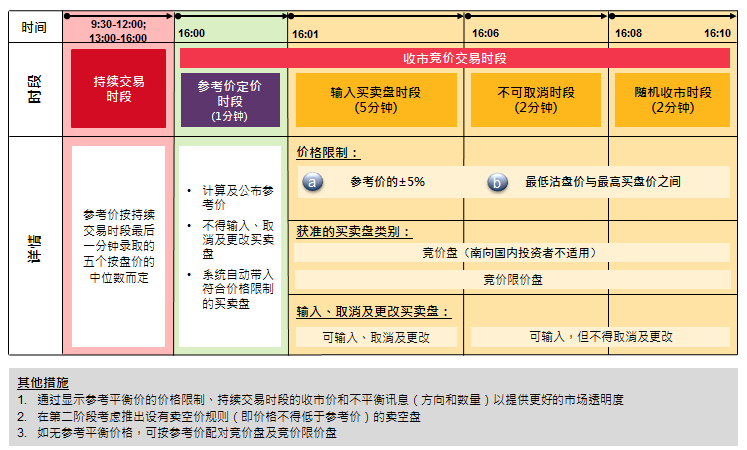 时间
9:30-12:00;
13:00-16:00
16:00
16:01
16:06
16:08
16:10
时段
持续交易
时段
收市竞价交易时段
参考价定价
时段
(1分钟)
输入买卖盘时段
(5分钟)
不可取消时段
(2分钟)
随机收市时段
(2分钟)
详情
参考价按持续
交易时段最后
一分钟录取的
五个按盘价的
中位数而定
• 计算及公布参
考价
• 不得输入、取
消及更改买卖
盘
• 系统自动带入
符合价格限制
的买卖盘
价格限制：
a 参考价的±5%
b 最低沽盘价与最高买盘价之间
获准的买卖盘类别：
竞价盘（南向国内投资者不适用）
竞价限价盘
输入、取消及更改买卖盘：
可输入、取消及更改
可输入，但不得取消及更改
其他措施
1. 通过显示参考平衡价的价格限制、持续交易时段的收市价和不平衡讯息（方向和数量）以提供更好的市场透明度
2. 在第二阶段考虑推出设有卖空价规则（即价格不得低于参考价）的卖空盘
3. 如无参考平衡价格，可按参考价配对竞价盘及竞价限价盘